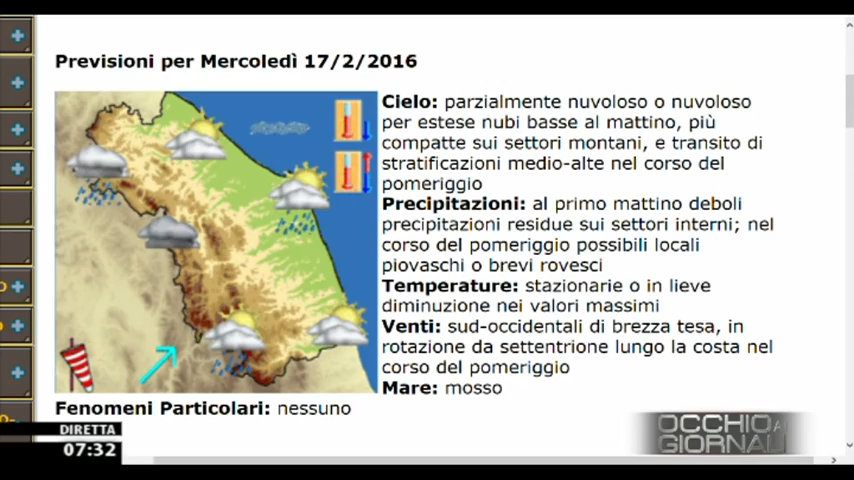 Previsioni per Mercoledì 17/2/2016
Cielo: parzialmente nuvoloso o nuvoloso
per estese nubi basse al mattino, più
compatte sui settori montani, e transito di
stratificazioni medio-alte nel corso del
pomeriggio
Precipitazioni: al primo mattino deboli
precipitazioni residue sui settori interni; nel
corso del pomeriggio possibili locali
piovaschi o brevi rovesci
Temperature: stazionarie o in lieve
diminuzione nei valori massimi
Venti: sud-occidentali di brezza tesa, in
rotazione da settentrione lungo la costa nel
corso del pomeriggio
Mare: mosso
Fenomeni Particolari: nessuno
DIRETTA
07:32
OCCHIO AI
GIORNALI